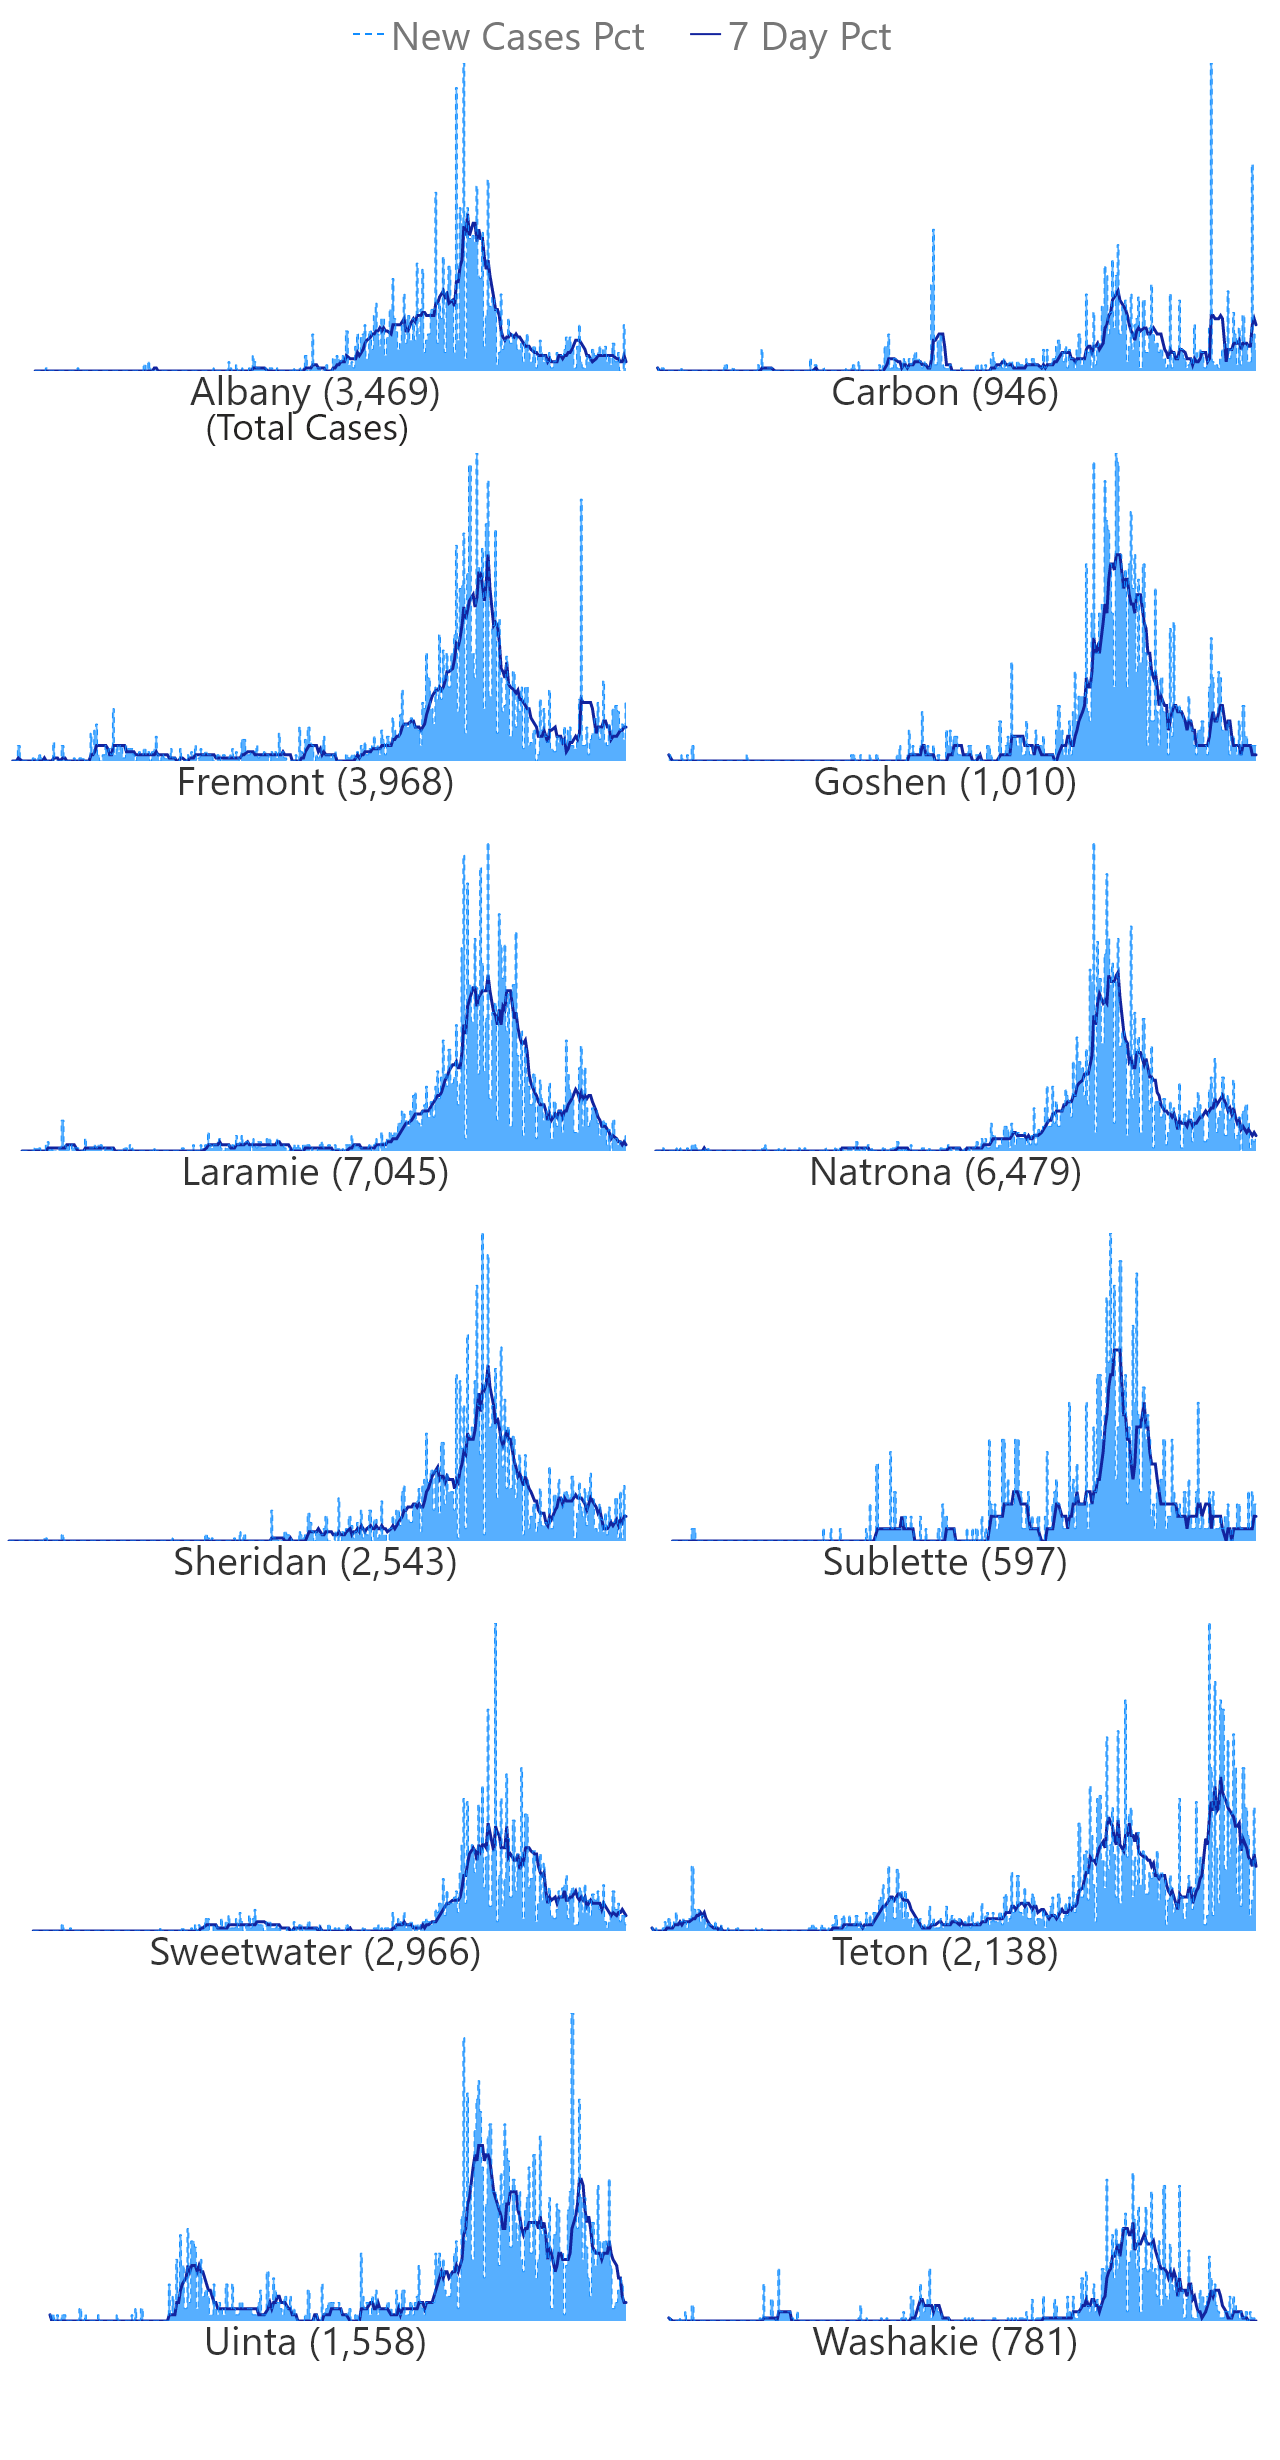 New Cases Pct 7 Day Pct
Albany (3,469) Carbon (946)
(Total Cases)
Fremont (3,968) Goshen (1,010)
Laramie (7,045) Natrona (6,479)
Sheridan (2,543) Sublette (597)
Sweetwater (2,966) Teton (2,138)
Uinta (1,558) Washakie (781)